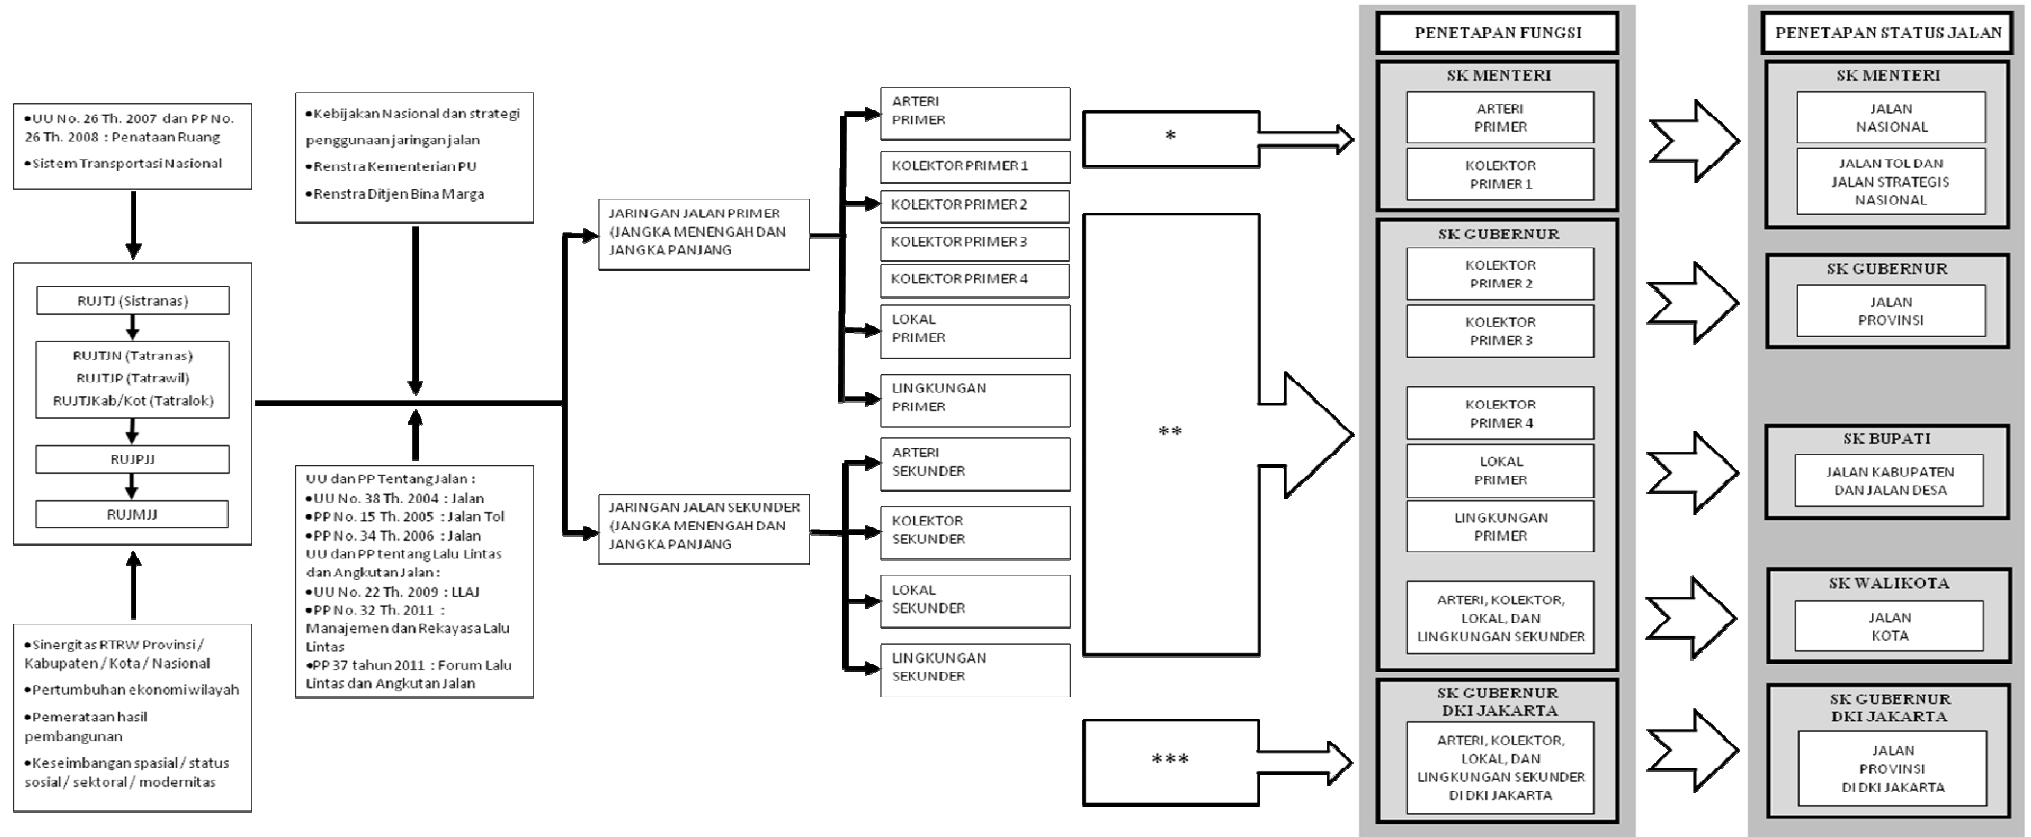 ●UU No. 26 Th. 2007 dan PP No.
26 Th. 2008 : Penataan Ruang
●Sistem Transportasi Nasional
RUJTJ (Sistranas)
RUJTJN (Tatranas)
RUJTJP (Tatrawil)
RUJTJKab/Kot (Tatralok)
RUJPJJ
RUJMJJ
●Sinergitas RTRW Provinsi /
Kabupaten / Kota / Nasional
●Pertumbuhan ekonomi wilayah
●Pemerataan hasil
pembangunan
●Keseimbangan spasial / status
sosial / sektoral / modernitas
●Kebijakan Nasional dan strategi
penggunaan jaringan jalan
●Renstra Kementerian PU
●Renstra Ditjen Bina Marga
UU dan PP Tentang Jalan :
●UU No. 38 Th. 2004 : Jalan
●PP No. 15 Th. 2005 : Jalan Tol
●PP No. 34 Th. 2006 : Jalan
UU dan PP tentang Lalu Lintas
dan Angkutan Jalan :
●UU No. 22 Th. 2009 : LLAJ
●PP No. 32 Th. 2011 :
Manajemen dan Rekayasa Lalu
Lintas
●PP 37 tahun 2011 : Forum Lalu
Lintas dan Angkutan Jalan
JARINGAN JALAN PRIMER
(JANGKA MENENGAH DAN
JANGKA PANJANG
JARINGAN JALAN SEKUNDER
(JANGKA MENENGAH DAN
JANGKA PANJANG
ARTERI
PRIMER
KOLEKTOR PRIMER 1
KOLEKTOR PRIMER 2
KOLEKTOR PRIMER 3
KOLEKTOR PRIMER 4
LOKAL
PRIMER
LINGKUNGAN
PRIMER
ARTERI
SEKUNDER
KOLEKTOR
SEKUNDER
LOKAL
SEKUNDER
LINGKUNGAN
SEKUNDER
*
**
***
PENETAPAN FUNGSI
SK MENTERI
ARTERI
PRIMER
KOLEKTOR
PRIMER 1
SK GUBERNUR
KOLEKTOR
PRIMER 2
KOLEKTOR
PRIMER 3
KOLEKTOR
PRIMER 4
LOKAL
PRIMER
LINGKUNGAN
PRIMER
ARTERI, KOLEKTOR,
LOKAL, DAN
LINGKUNGAN SEKUNDER
SK GUBERNUR
DKI JAKARTA
ARTERI, KOLEKTOR,
LOKAL, DAN
LINGKUNGAN SEKUNDER
DI DKI JAKARTA
PENETAPAN STATUS JALAN
SK MENTERI
JALAN
NASIONAL
JALAN TOL DAN
JALAN STRATEGIS
NASIONAL
SK GUBERNUR
JALAN
PROVINSI
SK BUPATI
JALAN KABUPATEN
DAN JALAN DESA
SK WALIKOTA
JALAN
KOTA
SK GUBERNUR
DKI JAKARTA
JALAN
PROVINSI
DI DKI JAKARTA